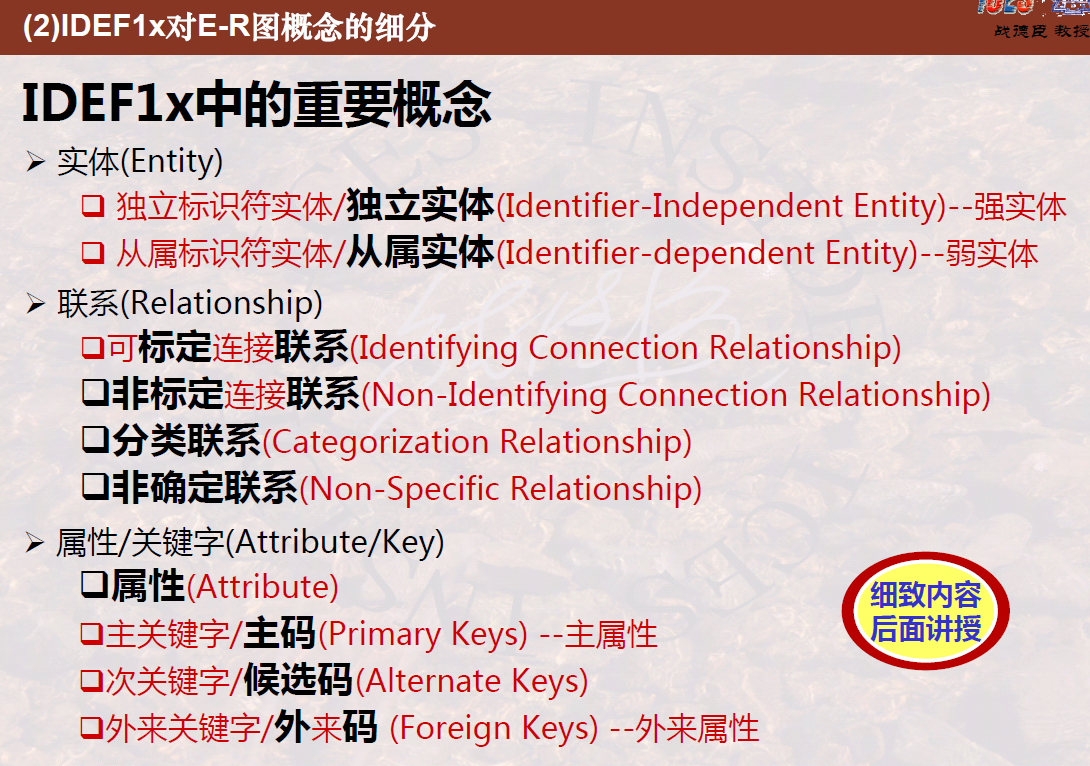 (2)IDEF1x对E-R图概念的细分
战德臣 教授
IDEF1x中的重要概念
➢ 实体(Entity)
❑ 独立标识符实体/独立实体(Identifier-Independent Entity)--强实体
❑ 从属标识符实体/从属实体(Identifier-dependent Entity)--弱实体
➢ 联系(Relationship)
❑可标定连接联系(Identifying Connection Relationship)
❑非标定连接联系(Non-Identifying Connection Relationship)
❑分类联系(Categorization Relationship)
❑非确定联系(Non-Specific Relationship)
➢ 属性/关键字(Attribute/Key)
❑属性(Attribute)
❑主关键字/主码(Primary Keys) --主属性
❑次关键字/候选码(Alternate Keys)
❑外来关键字/外来码 (Foreign Keys) --外来属性
细致内容
后面讲授